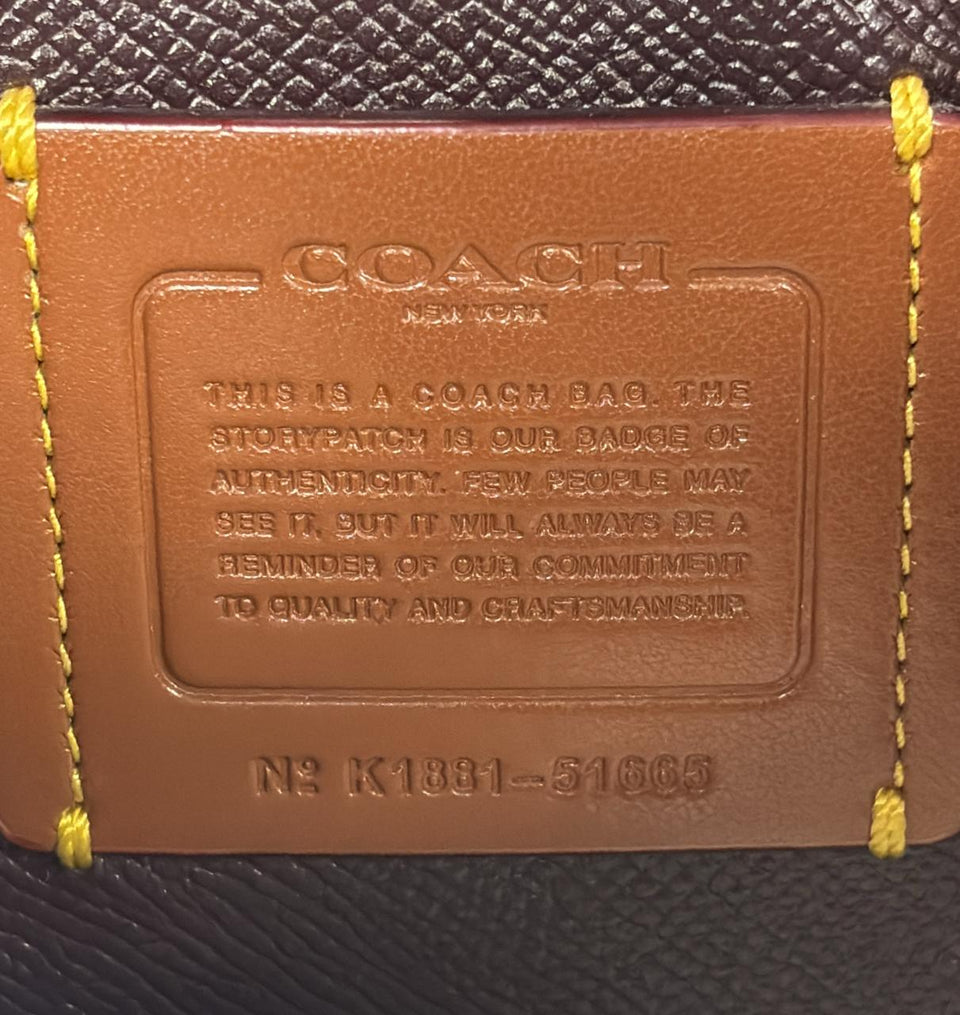 COACH
NEW YORK
THIS IS A COACH BAG. THE
STORYPATCH IS OUR BADGE OF
AUTHENTICITY. FEW PEOPLE MAY
SEE IT, BUT IT WILL ALWAYS BE A
REMINDER OF OUR COMMITMENT
TO QUALITY AND CRAFTSMANSHIP.
Nº K1881-51665